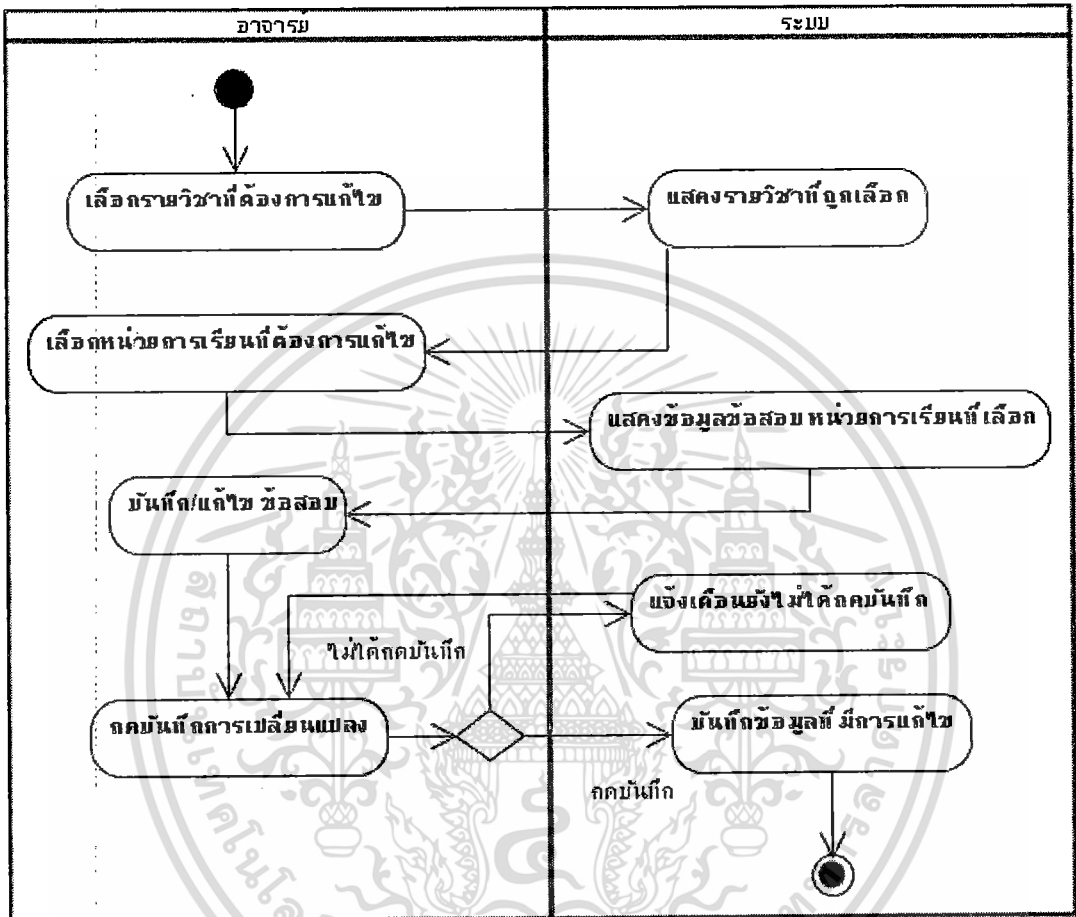 อาจารย์
ระบบ
เลือกรายวิชาที่ต้องการแก้ไข
แสดงรายวิชาที่ถูกเลือก
เลือกหน่วยการเรียนที่ต้องการแก้ไข
แสดงข้อมูลข้อสอบ หน่วยการเรียนที่เลือก
บันทึก/แก้ไข ข้อสอบ
แจ้งเตือนยังไม่ได้กดบันทึก
ไม่ได้กดบันทึก
กดบันทึกการเปลี่ยนแปลง
บันทึกข้อมูลที่มีการแก้ไข
กดบันทึก